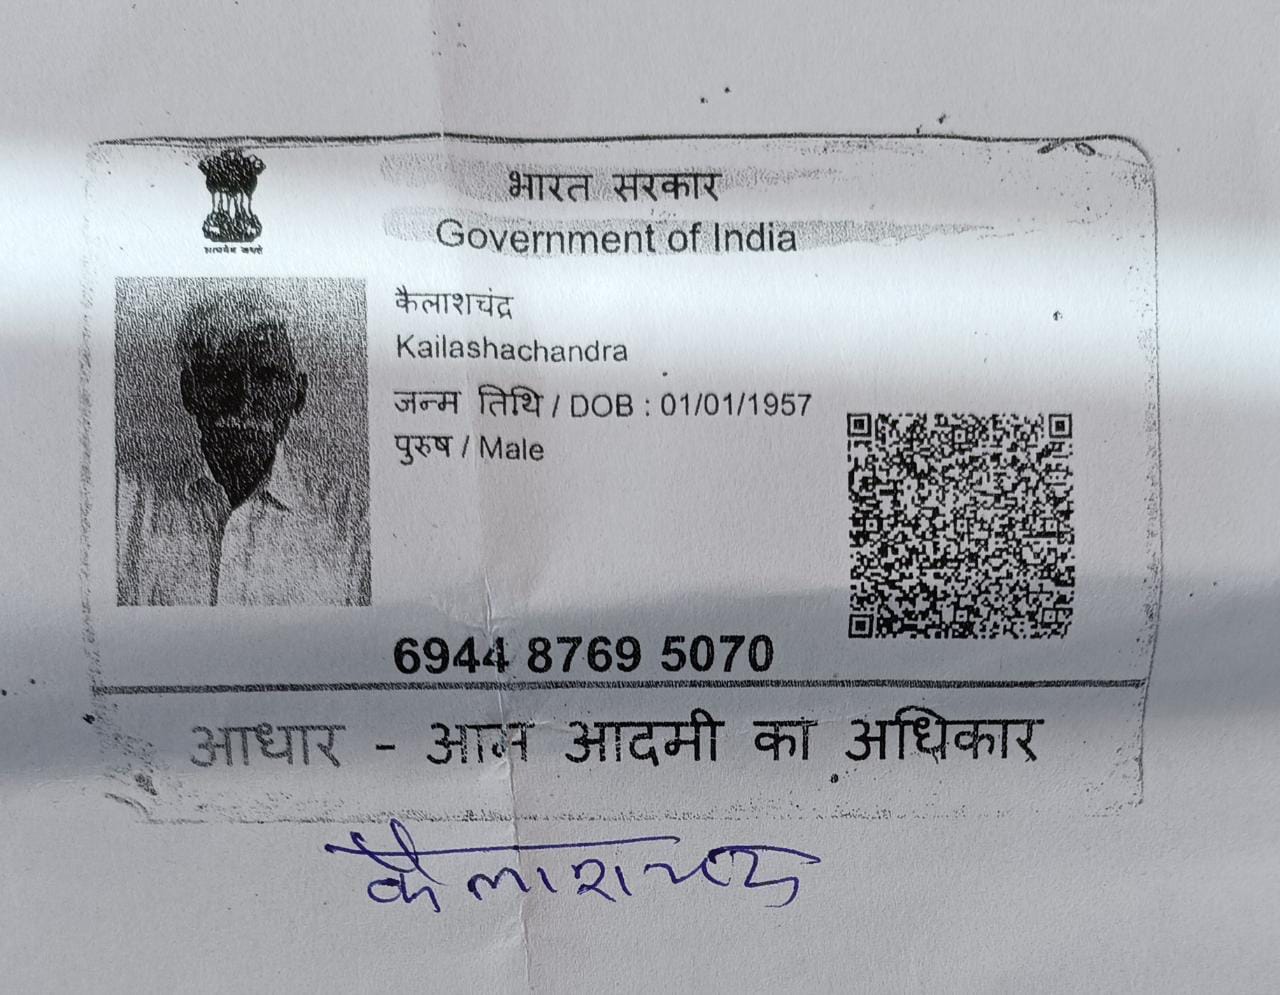 सत्यमेव जयते
भारत सरकार
Government of India
कैलाशचंद्र
Kailashachandra
जन्म तिथि / DOB : 01/01/1957
पुरुष / Male
6944 8769 5070
आधार - आम आदमी का अधिकार
कैलाशचंद्र